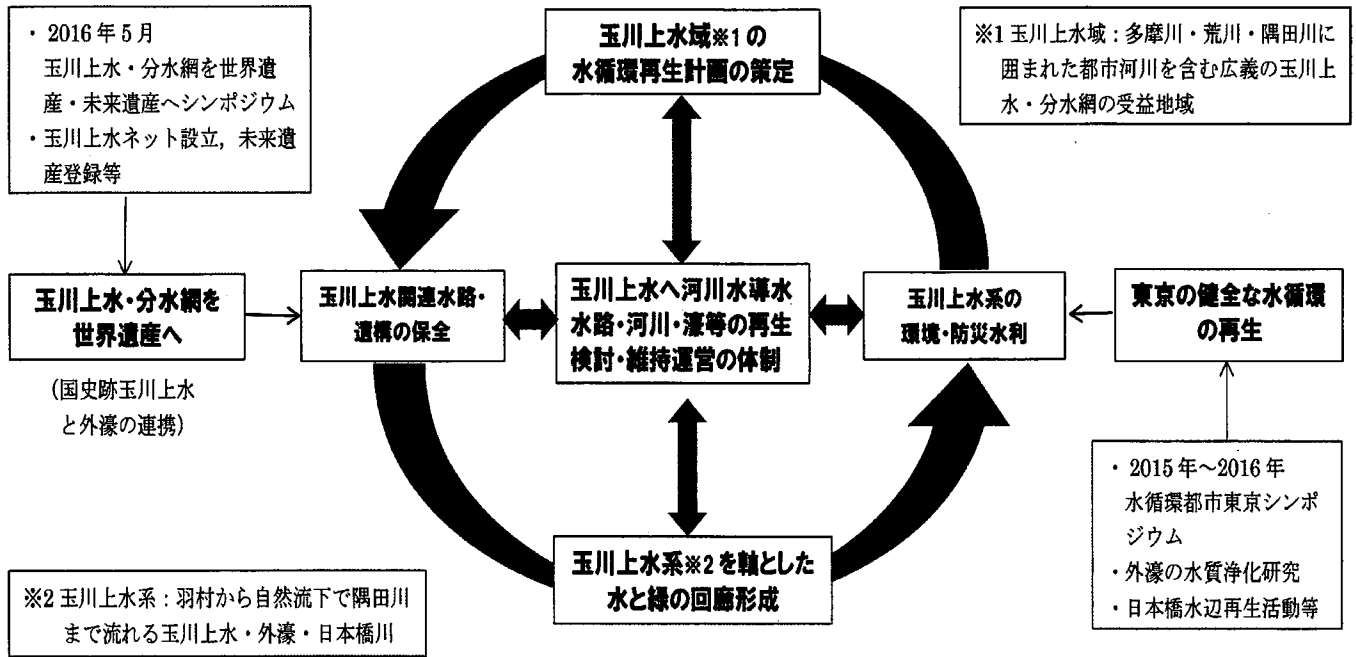 ・2016年5月
玉川上水・分水網を世界遺
産・未来遺産へシンポジウム
・玉川上水ネット設立，未来遺
産登録等
玉川上水域※1の
水循環再生計画の策定
※1 玉川上水域：多摩川・荒川・隅田川に
囲まれた都市河川を含む広義の玉川上
水・分水網の受益地域
玉川上水・分水網を
世界遺産へ
(国史跡玉川上水
と外濠の連携)
玉川上水関連水路・
遺構の保全
玉川上水へ河川水導水
水路・河川・濠等の再生
検討・維持運営の体制
玉川上水系の
環境・防災水利
東京の健全な水循環
の再生
・2015年～2016年
水循環都市東京シンポ
ジウム
・外濠の水質浄化研究
・日本橋水辺再生活動等
玉川上水系※2を軸とした
水と緑の回廊形成
※2 玉川上水系：羽村から自然流下で隅田川
まで流れる玉川上水・外濠・日本橋川